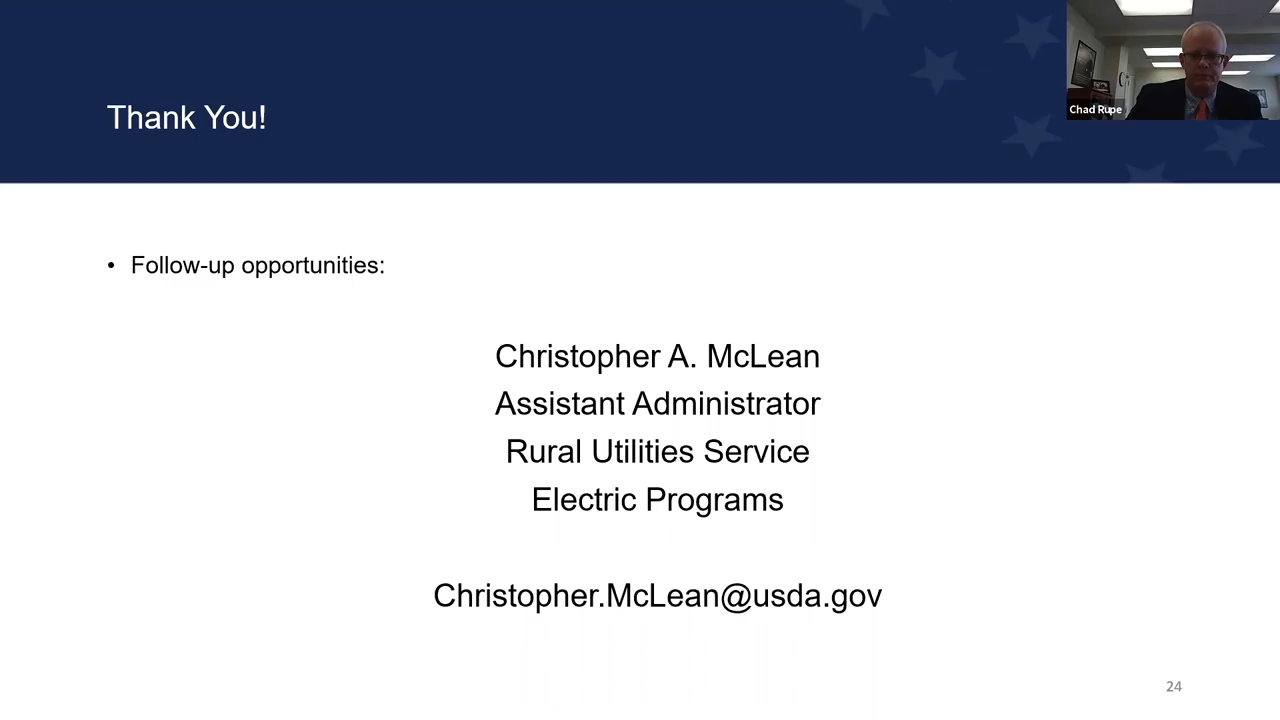 Thank You!
Chad Rupe
• Follow-up opportunities:
Christopher A. McLean
Assistant Administrator
Rural Utilities Service
Electric Programs
Christopher.McLean@usda.gov
24